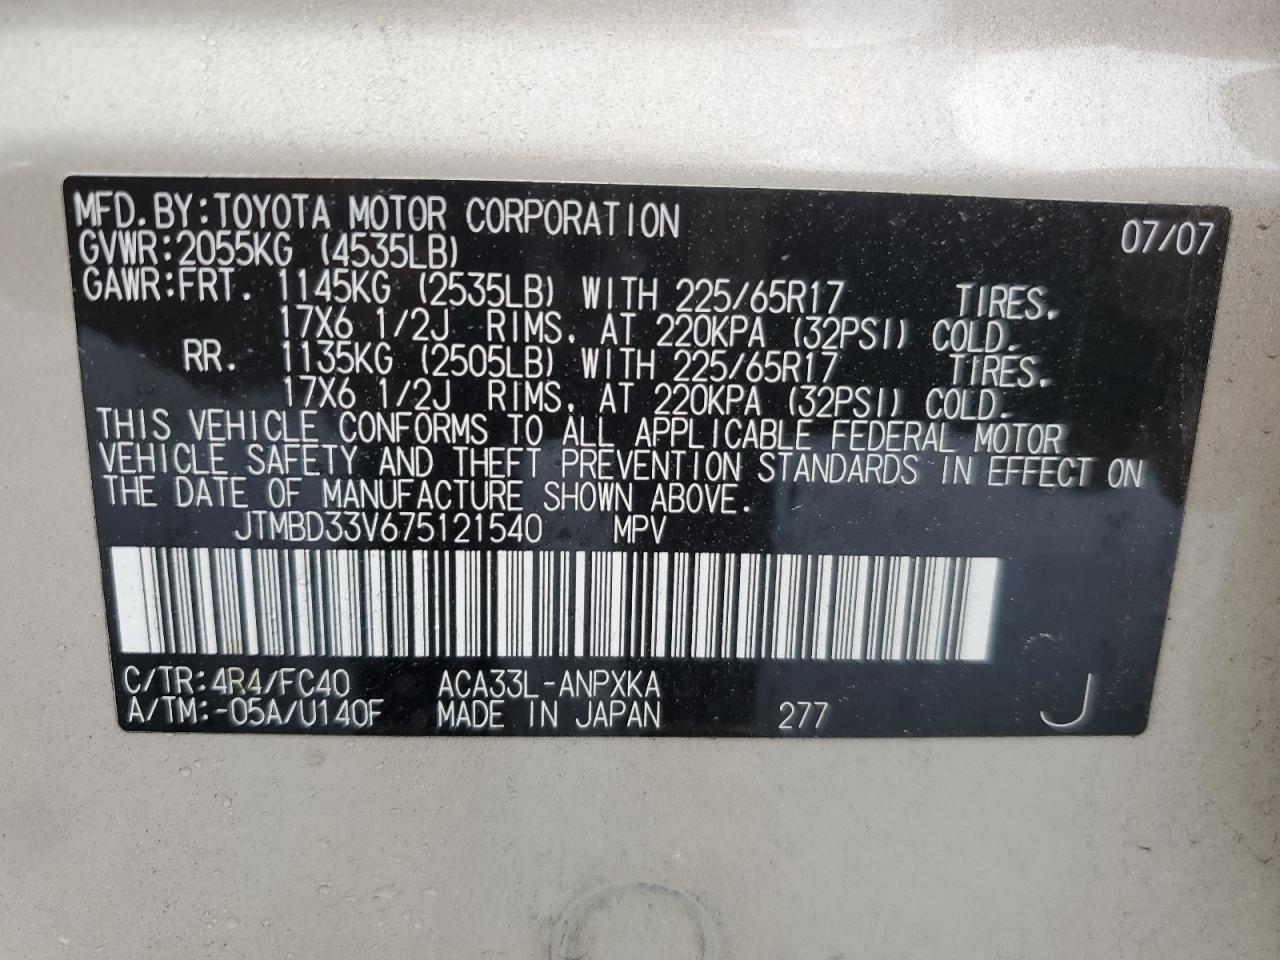 MFD.BY:TOYOTA MOTOR CORPORATION 07/07
GVWR:2055KG (4535LB)
GAWR:FRT. 1145KG (2535LB) WITH 225/65R17 TIRES.
17X6 1/2J RIMS, AT 220KPA (32PSI) COLD.
RR. 1135KG (2505LB) WITH 225/65R17 TIRES.
17X6 1/2J RIMS, AT 220KPA (32PSI) COLD.
THIS VEHICLE CONFORMS TO ALL APPLICABLE FEDERAL MOTOR
VEHICLE SAFETY AND THEFT PREVENTION STANDARDS IN EFFECT ON
THE DATE OF MANUFACTURE SHOWN ABOVE.
JTMBD33V675121540 MPV
C/TR:4R4/FC40 ACA33L-ANPXKA
A/TM:-05A/U140F MADE IN JAPAN 277 J